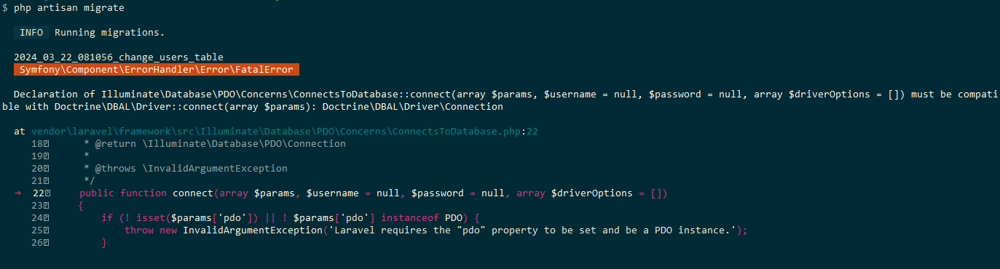 $ php artisan migrate
INFO Running migrations.
2024_03_22_081056_change_users_table
Symfony\Component\ErrorHandler\Error\FatalError
Declaration of Illuminate\Database\PDO\Concerns\ConnectsToDatabase::connect(array $params, $username = null, $password = null, array $driverOptions = []) must be compati
ble with Doctrine\DBAL\Driver::connect(array $params): Doctrine\DBAL\Driver\Connection
at vendor\laravel\framework\src\Illuminate\Database\PDO\Concerns\ConnectsToDatabase.php:22
18 * @return \Illuminate\Database\PDO\Connection
19 *
20 * @throws \InvalidArgumentException
21 */
→ 22 public function connect(array $params, $username = null, $password = null, array $driverOptions = [])
23 {
24 if (! isset($params['pdo']) || ! $params['pdo'] instanceof PDO) {
25 throw new InvalidArgumentException('Laravel requires the "pdo" property to be set and be a PDO instance.');
26 }